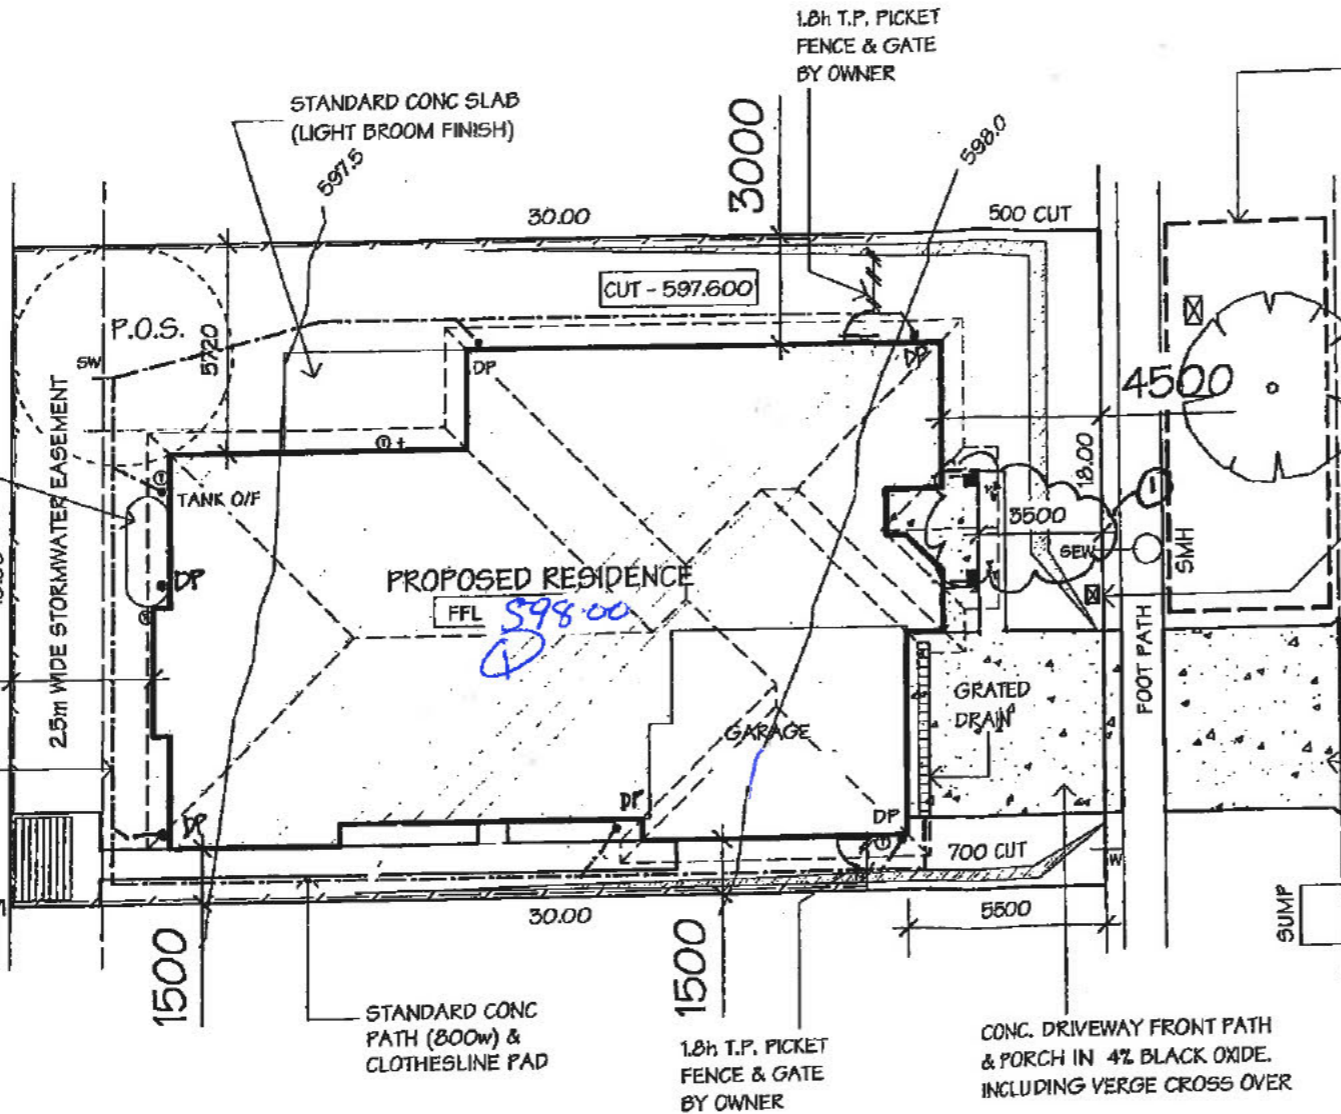 1.8h T.P. PICKET
FENCE & GATE
BY OWNER
STANDARD CONC SLAB
(LIGHT BROOM FINISH)
597.5
3000
598.0
30.00
500 CUT
CUT - 597.600
P.O.S.
5720
SW
DP
DP
4500
2.5m WIDE STORMWATER EASEMENT
T
TANK O/F
18.00
1
3500
SEW
SMH
DP
PROPOSED RESIDENCE
FFL 598.00
1
FOOT PATH
GRATED
DRAIN
GARAGE
DP
DP
DP
700 CUT
W
30.00
5500
SUMP
1500
1500
STANDARD CONC
PATH (800w) &
CLOTHESLINE PAD
1.8h T.P. PICKET
FENCE & GATE
BY OWNER
CONC. DRIVEWAY FRONT PATH
& PORCH IN 4% BLACK OXIDE.
INCLUDING VERGE CROSS OVER